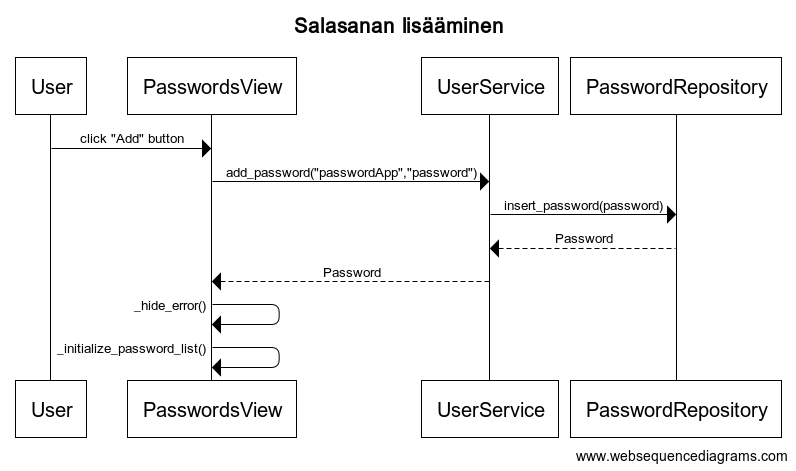 Salasanan lisääminen
User PasswordsView UserService PasswordRepository
click "Add" button
add_password("passwordApp","password")
insert_password(password)
Password
Password
_hide_error()
_initialize_password_list()
User PasswordsView UserService PasswordRepository
www.websequencediagrams.com